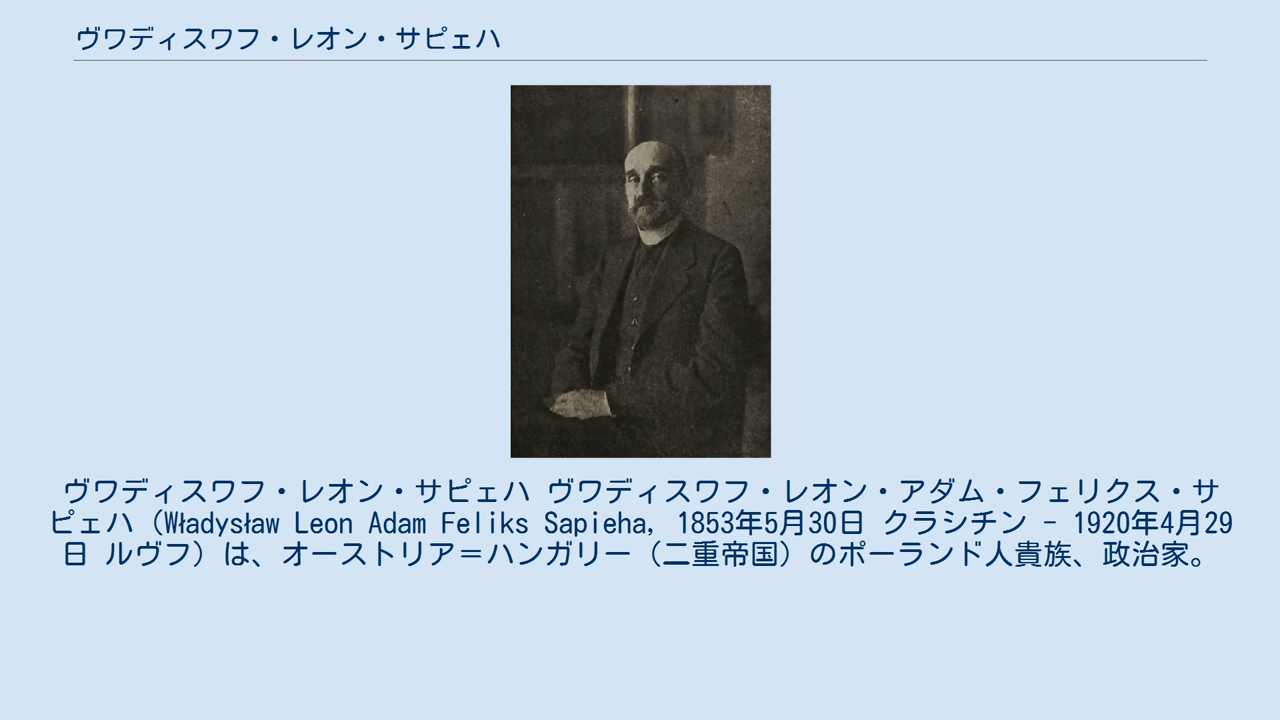 ヴワディスワフ・レオン・サピェハ
ヴワディスワフ・レオン・サピェハ ヴワディスワフ・レオン・アダム・フェリクス・サ
ピェハ（Władysław Leon Adam Feliks Sapieha, 1853年5月30日 クラシチン - 1920年4月29
日 ルヴフ）は、オーストリア＝ハンガリー（二重帝国）のポーランド人貴族、政治家。